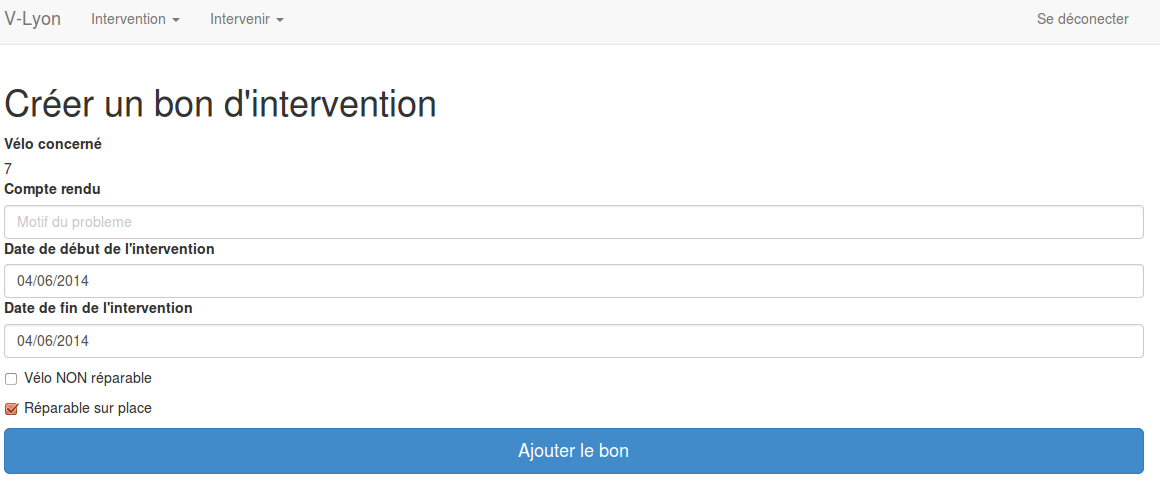 V-Lyon Intervention Intervenir Se déconecter
Créer un bon d'intervention
Vélo concerné
7
Compte rendu
Motif du probleme
Date de début de l'intervention
04/06/2014
Date de fin de l'intervention
04/06/2014
Vélo NON réparable
Réparable sur place
Ajouter le bon